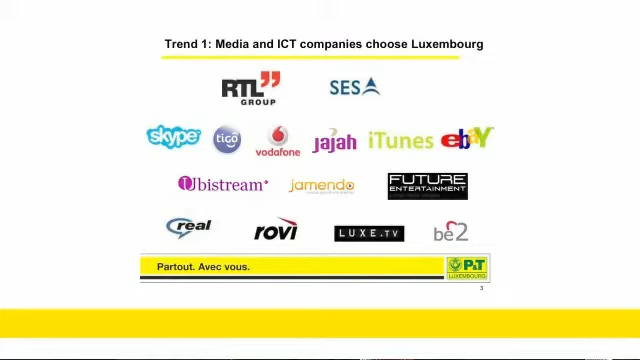 Trend 1: Media and ICT companies choose Luxembourg
RTL GROUP
SES
skype tigo vodafone jajah iTunes ebaY
Ubistream jamendo FUTURE ENTERTAINMENT
real rovi LUXE.TV be2
Partout. Avec vous.
P&T LUXEMBOURG
3